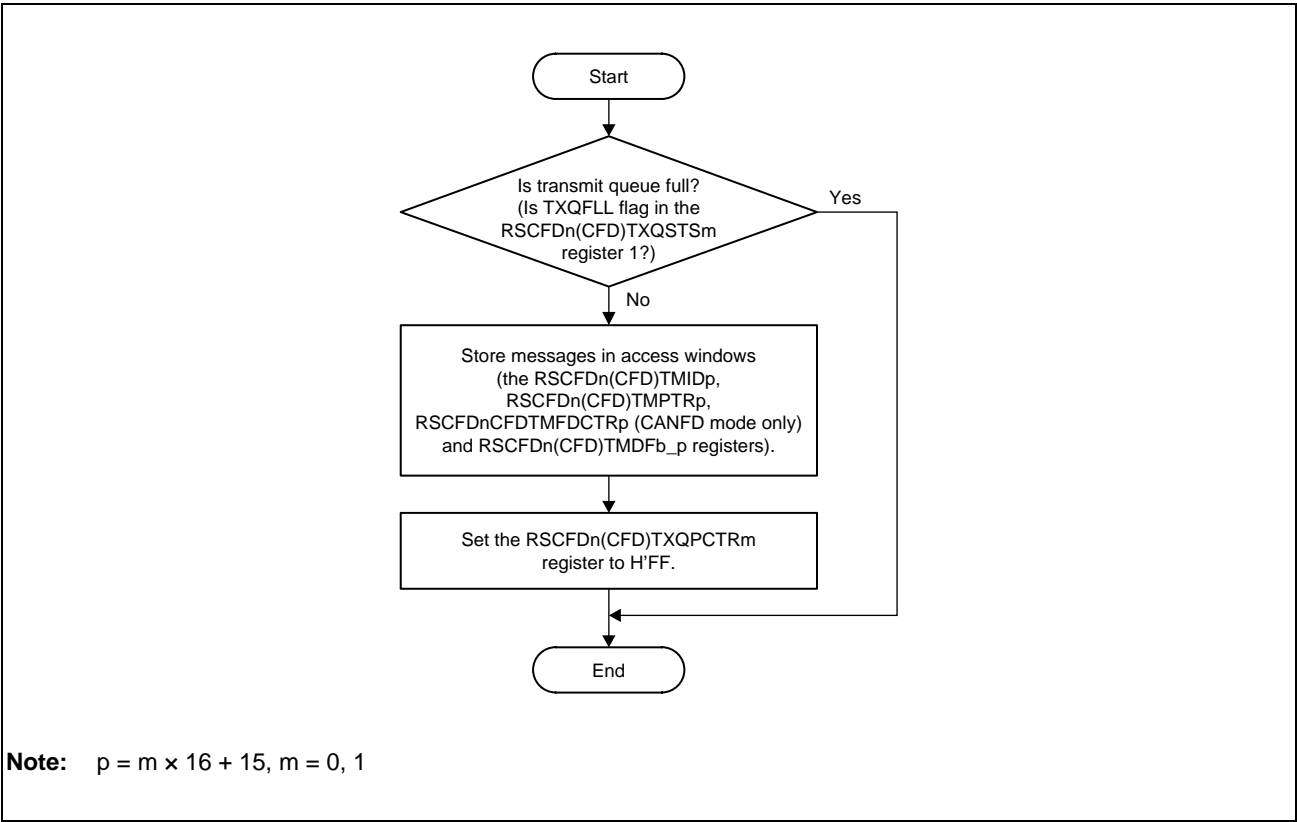 Start
Is transmit queue full?
(Is TXQFLL flag in the
RSCFDn(CFD)TXQSTSm
register 1?)
Yes
No
Store messages in access windows
(the RSCFDn(CFD)TMIDp,
RSCFDn(CFD)TMPTRp,
RSCFDnCFDTMFDCTRp (CANFD mode only)
and RSCFDn(CFD)TMDFb_p registers).
Set the RSCFDn(CFD)TXQPCTRm
register to H'FF.
End
Note: p = m × 16 + 15, m = 0, 1